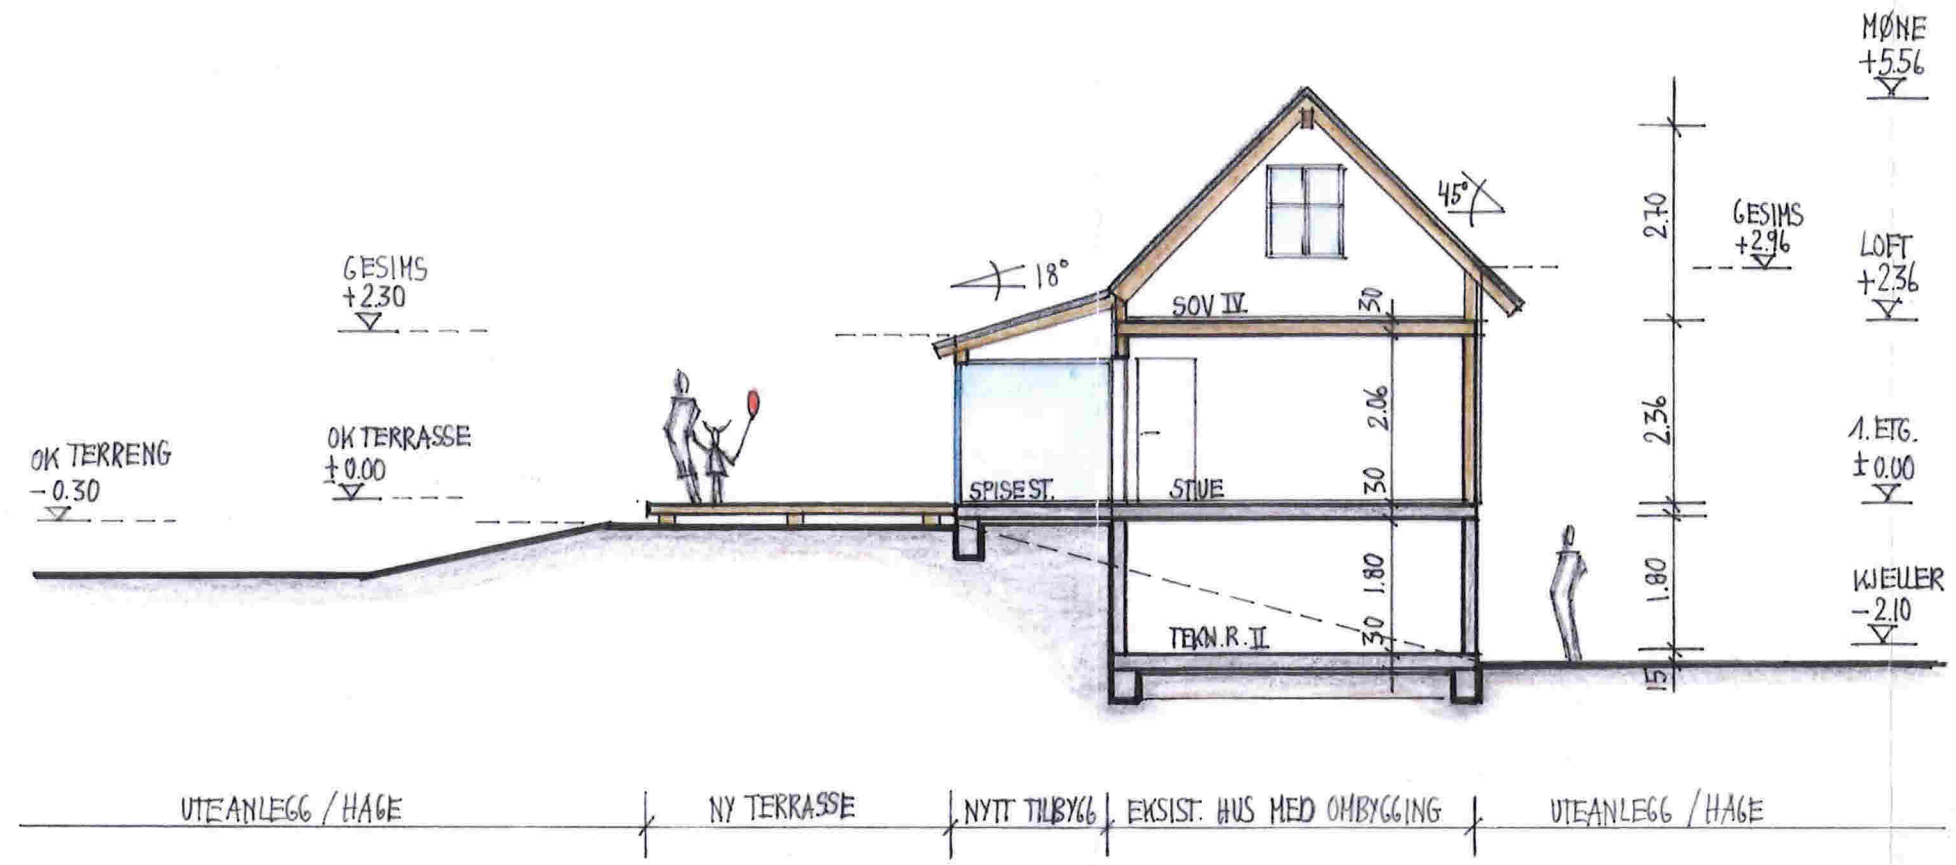 MØNE
+5.56
45°
2.70
GESIMS
+2.96
LOFT
+2.36
GESIMS
+2.30
18°
SOV IV.
30
OK TERRENG
- 0.30
OK TERRASSE
±0.00
2.06
2.36
1. ETG.
±0.00
SPISEST.
STUE
30
1.80
1.80
KJELLER
-2.10
TEKN.R. II
30
15
UTEANLEGG / HAGE
NY TERRASSE
NYTT TILBYGG
EKSIST. HUS MED OMBYGGING
UTEANLEGG / HAGE